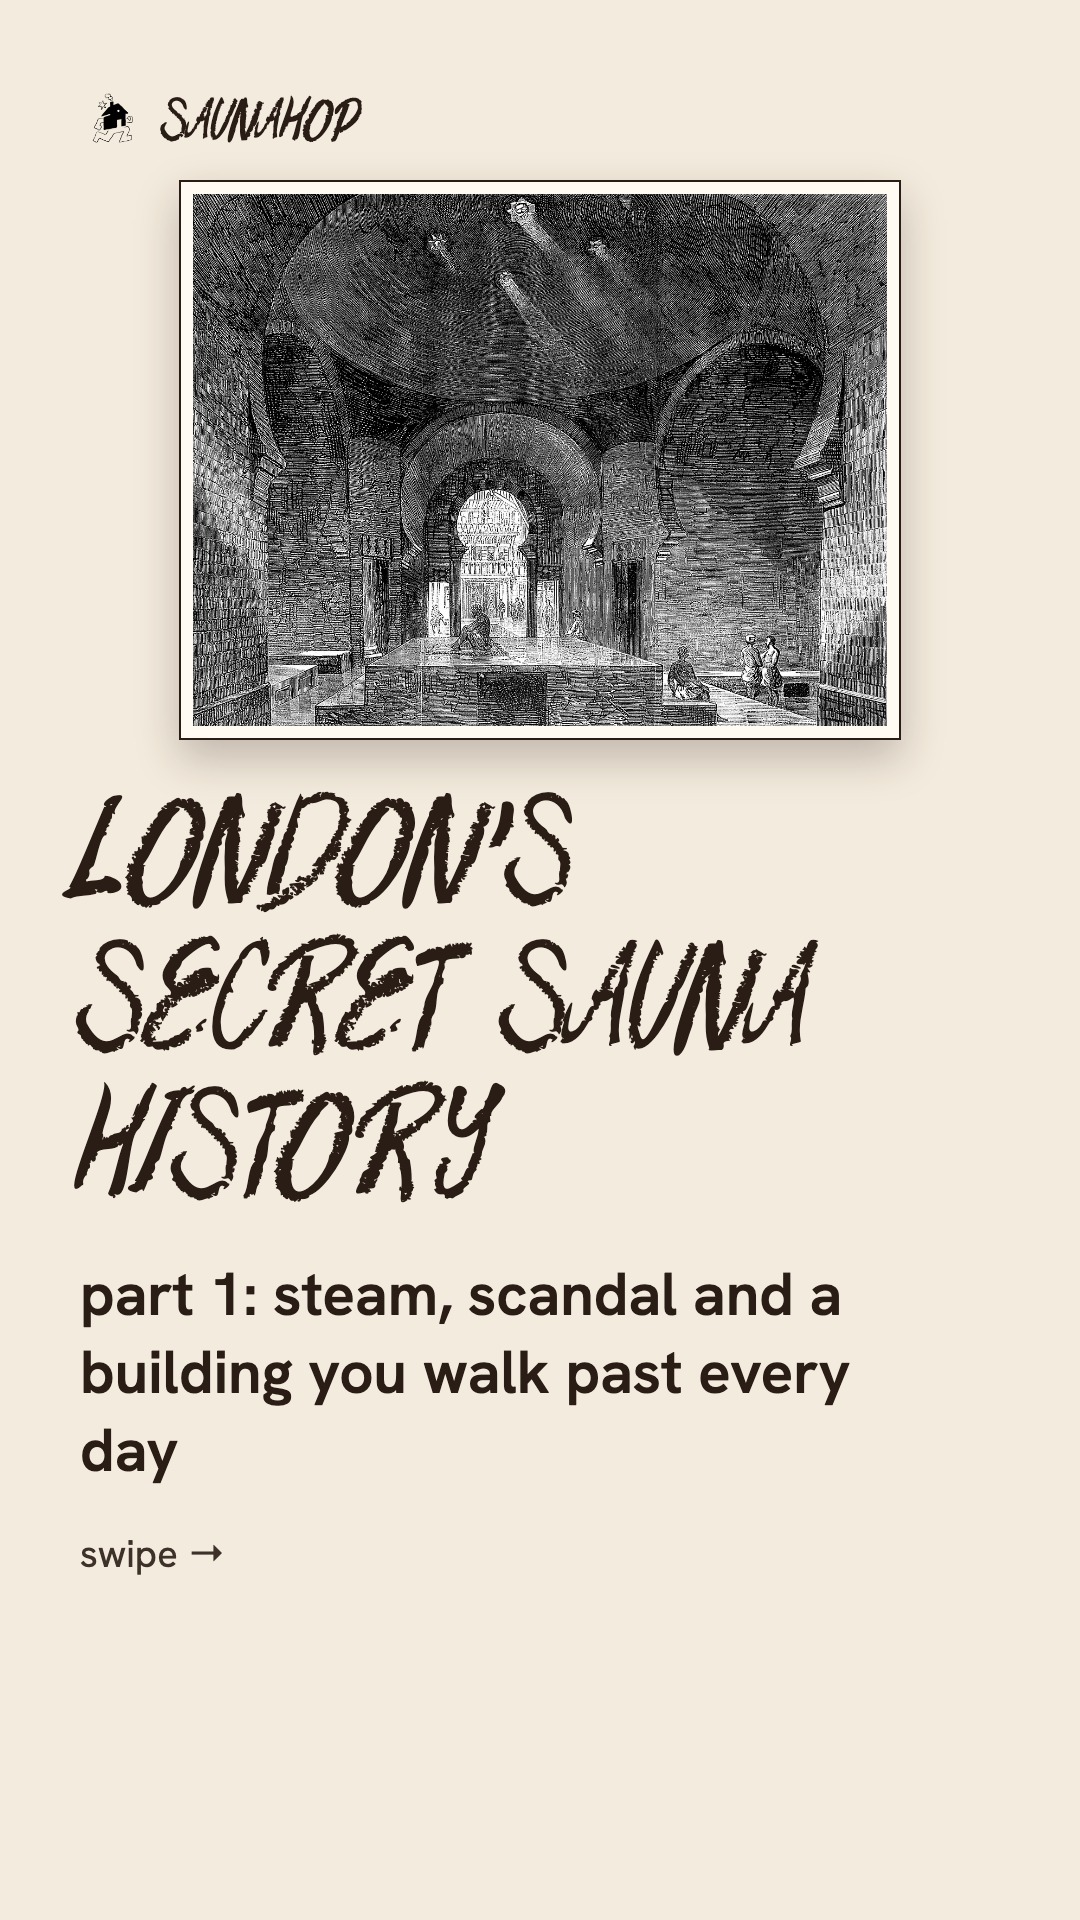 SAUNAHOP
LONDON'S
SECRET SAUNA
HISTORY
part 1: steam, scandal and a
building you walk past every
day
swipe →